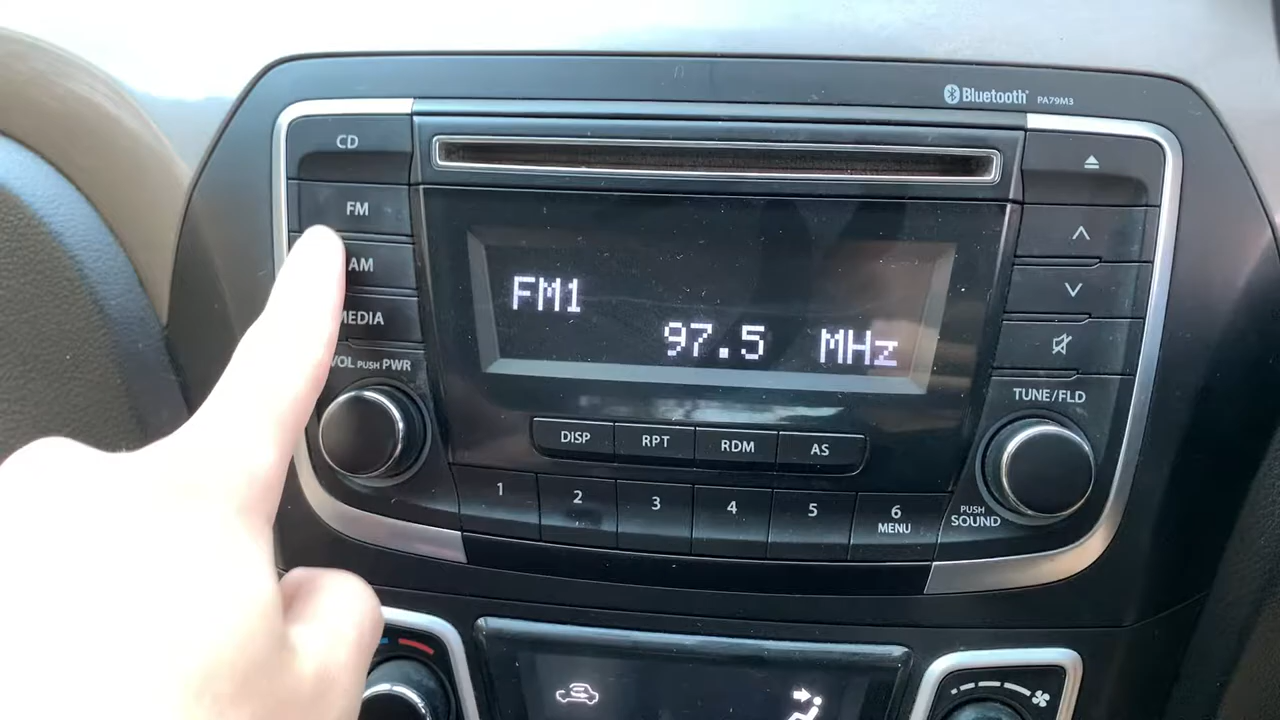 Bluetooth PA79M3
CD
FM
AM
MEDIA
VOL PUSH PWR
FM1
97.5 MHz
TUNE/FLD
DISP RPT RDM AS
1 2 3 4 5 6
MENU
PUSH
SOUND